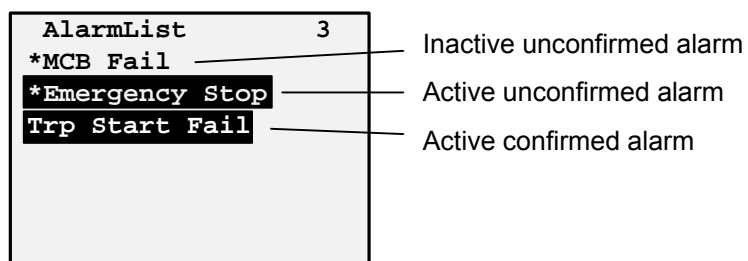 AlarmList 3
*MCB Fail
*Emergency Stop
Trp Start Fail
Inactive unconfirmed alarm
Active unconfirmed alarm
Active confirmed alarm